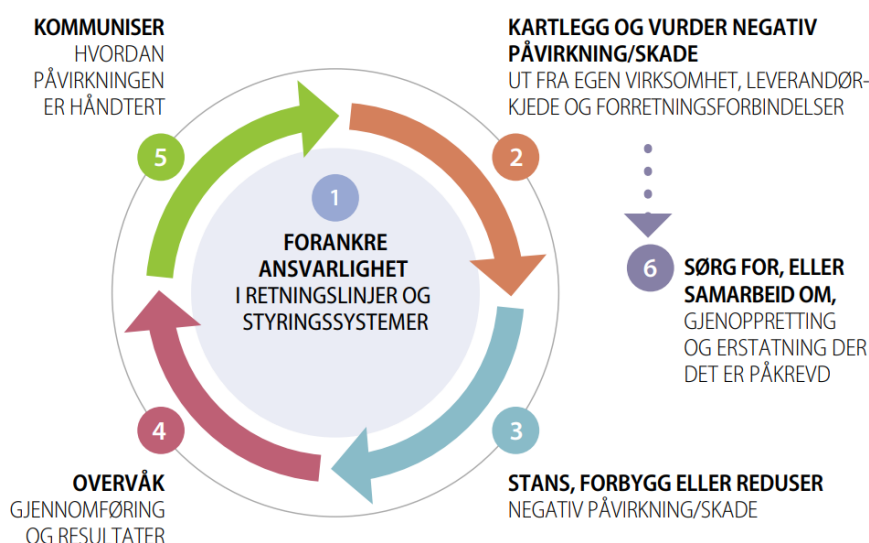 1
FORANKRE
ANSVARLIGHET
I RETNINGSLINJER OG
STYRINGSSYSTEMER
2
KARTLEGG OG VURDER NEGATIV
PÅVIRKNING/SKADE
UT FRA EGEN VIRKSOMHET, LEVERANDØR-
KJEDE OG FORRETNINGSFORBINDELSER
3
STANS, FORBYGG ELLER REDUSER
NEGATIV PÅVIRKNING/SKADE
4
OVERVÅK
GJENNOMFØRING
OG RESULTATER
5
KOMMUNISER
HVORDAN
PÅVIRKNINGEN
ER HÅNDTERT
6
SØRG FOR, ELLER
SAMARBEID OM,
GJENOPPRETTING
OG ERSTATNING DER
DET ER PÅKREVD